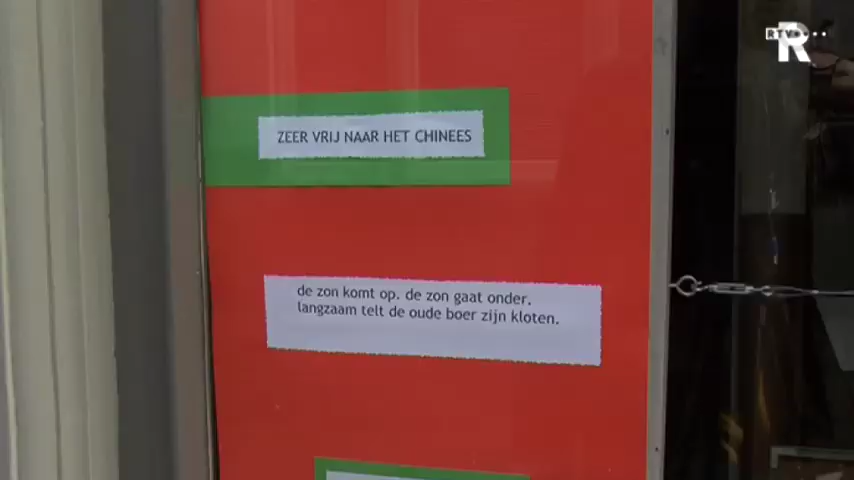 RTV R
ZEER VRIJ NAAR HET CHINEES
de zon komt op. de zon gaat onder.
langzaam telt de oude boer zijn kloten.